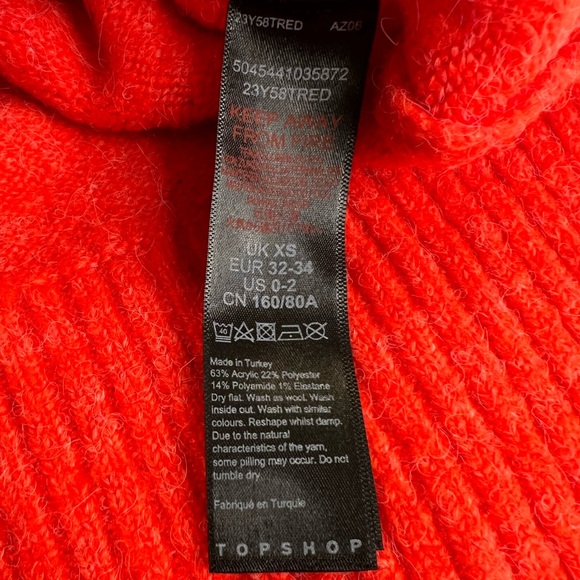 23Y58TRED AZ06
5045441035872
23Y58TRED
KEEP AWAY
FROM FIRE
UK XS
EUR 32-34
US 0-2
CN 160/80A
40
Made in Turkey
63% Acrylic 22% Polyester
14% Polyamide 1% Elastane
Dry flat. Wash as wool. Wash
inside out. Wash with similar
colours. Reshape whilst damp.
Due to the natural
characteristics of the yarn,
some pilling may occur. Do not
tumble dry
Fabriqué en Turquie
TOPSHOP